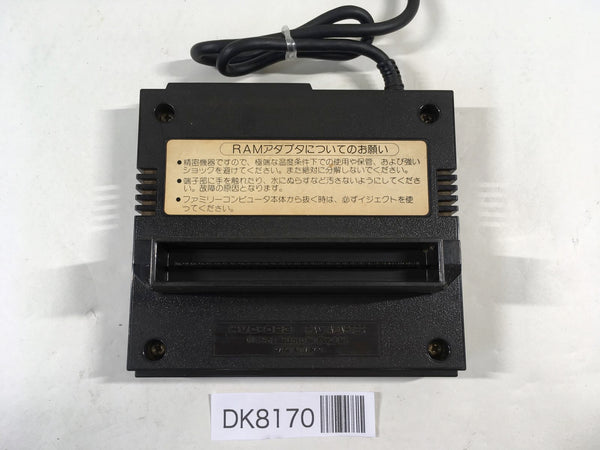 RAMアダプタについてのお願い
●精密機器ですので、極端な温度条件下での使用や保管、および強い
ショックを避けてください。また絶対に分解しないでください。
●端子部に手を触れたり、水にぬらすなど汚さないようにしてくださ
い。故障の原因となります。
●ファミリーコンピュータ本体から抜く時は、必ずイジェクトを使
ってください。
DK8170